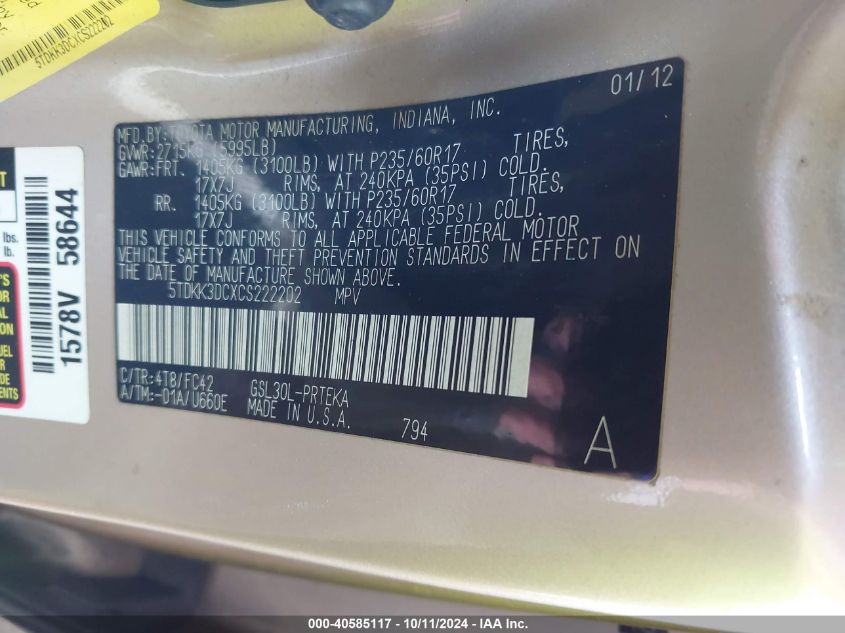 5TDKK3DCXCS222202
01/12
MFD.BY:TOYOTA MOTOR MANUFACTURING, INDIANA, INC.
GVWR:2715KG (5995LB)
GAWR:FRT. 1405KG (3100LB) WITH P235/60R17 TIRES,
17X7J RIMS, AT 240KPA (35PSI) COLD.
RR. 1405KG (3100LB) WITH P235/60R17 TIRES,
17X7J RIMS, AT 240KPA (35PSI) COLD.
THIS VEHICLE CONFORMS TO ALL APPLICABLE FEDERAL MOTOR
VEHICLE SAFETY AND THEFT PREVENTION STANDARDS IN EFFECT ON
THE DATE OF MANUFACTURE SHOWN ABOVE.
5TDKK3DCXCS222202 MPV
C/TR:4T8/FC42 GSL30L-PRTEKA
A/TM:-01A/U660E MADE IN U.S.A. 794
A
1578V 58644
lbs.
lb.
000-40585117 - 10/11/2024 - IAAI Inc.